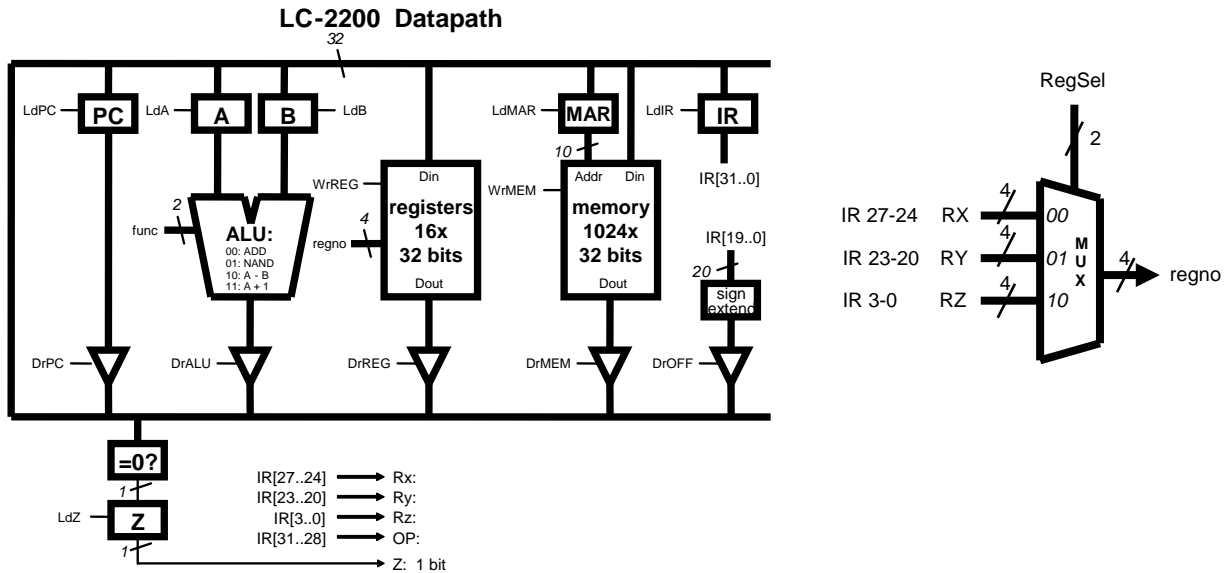 LC-2200 Datapath
32
LdPC
PC
LdA
A
B
LdB
LdMAR
MAR
LdIR
IR
10
IR[31..0]
WrREG
Din
registers
16x
32 bits
Dout
4
regno
2
func
ALU:
00: ADD
01: NAND
10: A - B
11: A + 1
WrMEM
Addr Din
memory
1024x
32 bits
Dout
IR[19..0]
20
sign
extend
DrPC
DrALU
DrREG
DrMEM
DrOFF
=0?
1
LdZ
Z
1
IR[27..24] Rx:
IR[23..20] Ry:
IR[3..0] Rz:
IR[31..28] OP:
Z: 1 bit
RegSel
2
IR 27-24 RX 4 00
IR 23-20 RY 4 01
IR 3-0 RZ 4 10
M
U
X
4
regno